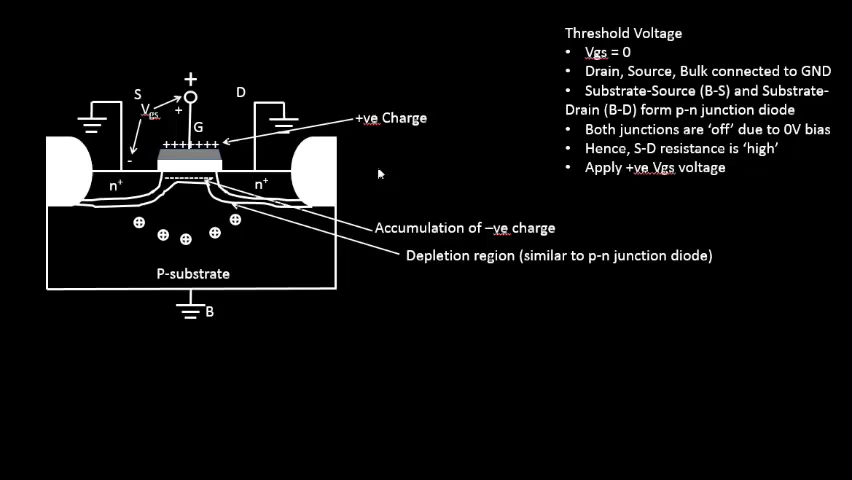 Threshold Voltage
• Vgs = 0
• Drain, Source, Bulk connected to GND
• Substrate-Source (B-S) and Substrate-
Drain (B-D) form p-n junction diode
• Both junctions are ‘off’ due to 0V bias
• Hence, S-D resistance is ‘high’
• Apply +ve Vgs voltage
+
S
D
Vgs
+
G
+++++++
+ve Charge
-
n+
n+
Accumulation of –ve charge
Depletion region (similar to p-n junction diode)
P-substrate
B